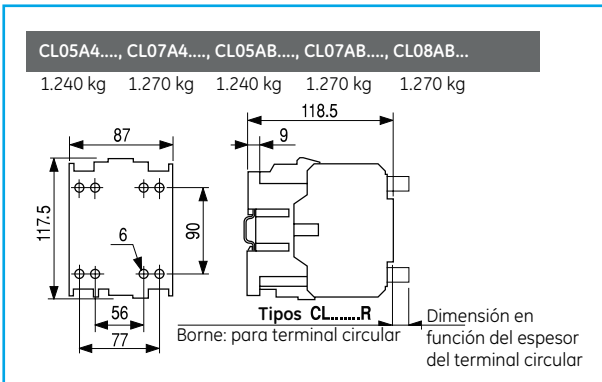 CL05A4...., CL07A4...., CL05AB...., CL07AB...., CL08AB...
1.240 kg 1.270 kg 1.240 kg 1.270 kg 1.270 kg
118.5
87
9
117.5
6
90
56
77
Tipos CL.......R
Borne: para terminal circular
Dimensión en
función del espesor
del terminal circular